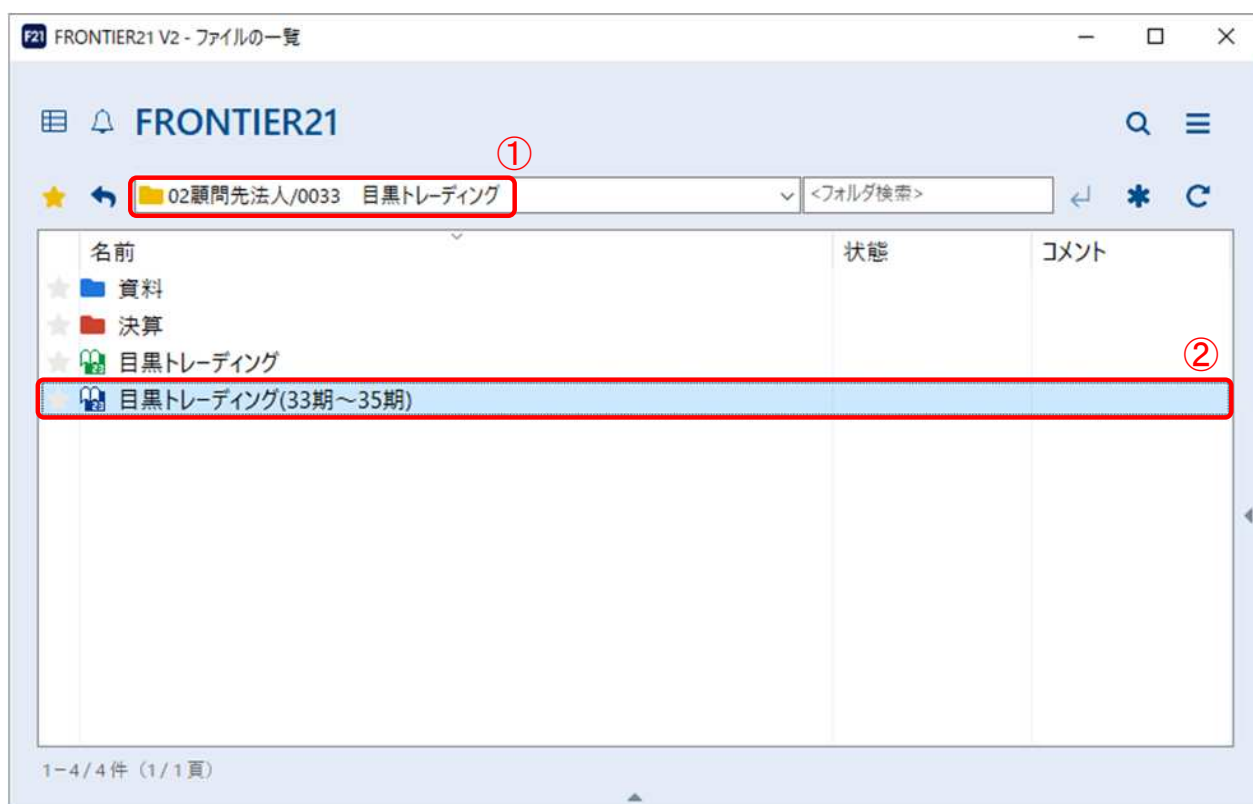 F21 FRONTIER21 V2 - ファイルの一覧
FRONTIER21
①
02顧問先法人/0033 目黒トレーディング <フォルダ検索>
名前 状態 コメント
資料
決算
目黒トレーディング
②
目黒トレーディング(33期～35期)
1-4/4件 (1/1頁)